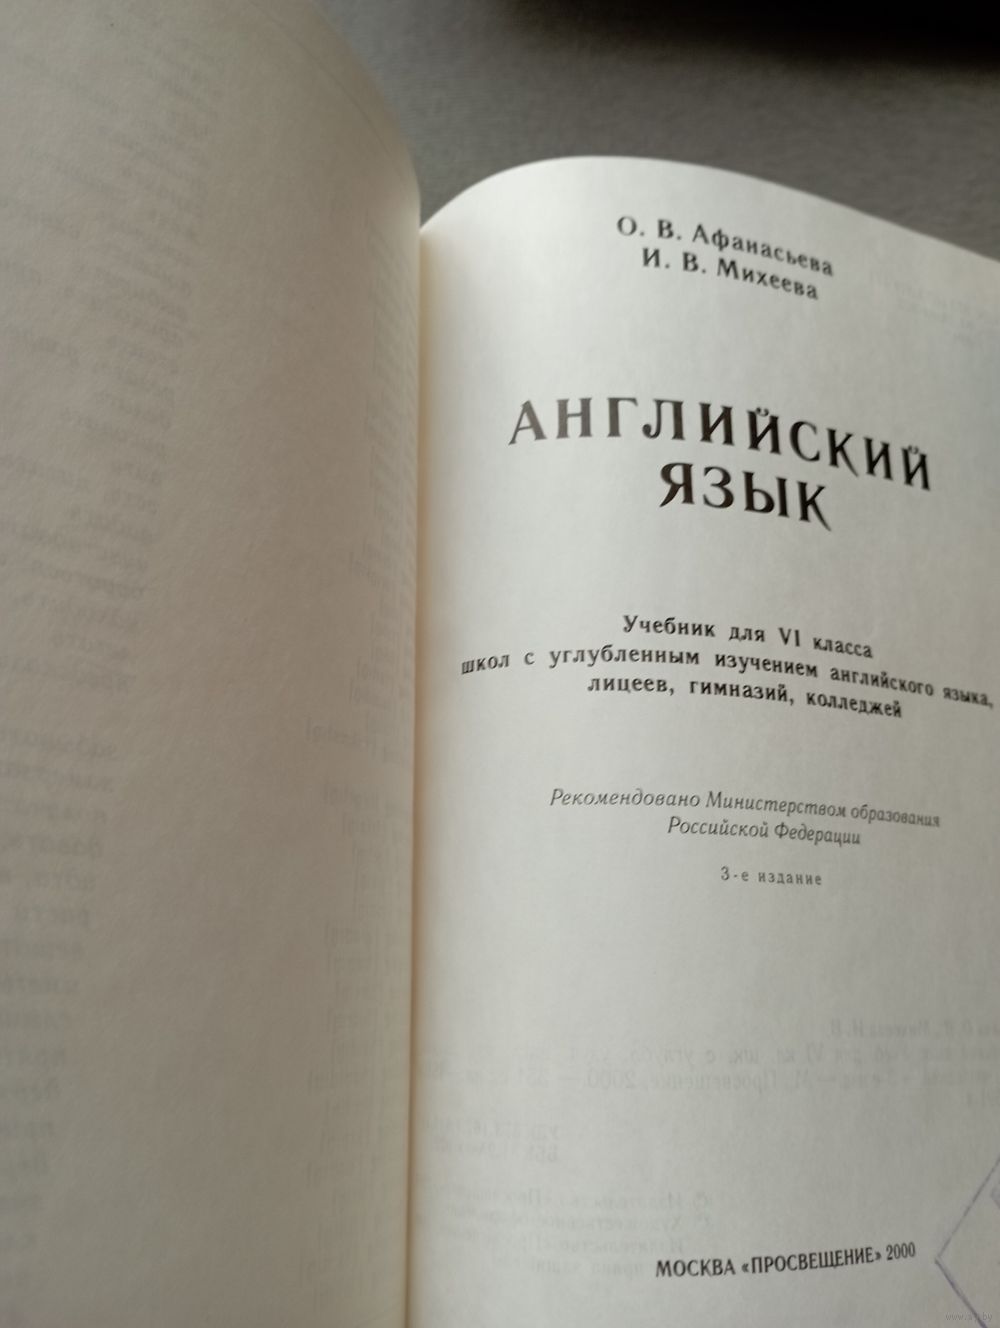 О. В. Афанасьева
И. В. Михеева
АНГЛИЙСКИЙ
ЯЗЫК
Учебник для VI класса
школ с углубленным изучением английского языка,
лицеев, гимназий, колледжей
Рекомендовано Министерством образования
Российской Федерации
3-е издание
МОСКВА «ПРОСВЕЩЕНИЕ» 2000